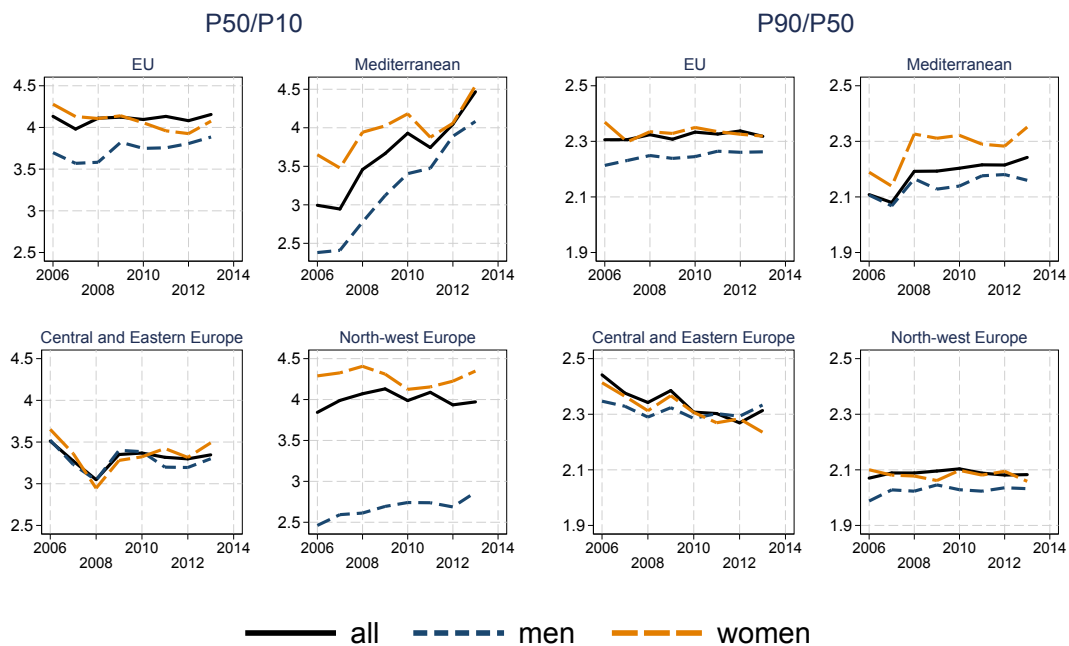 P50/P10 P90/P50
EU Mediterranean EU Mediterranean
4.5 4.5 2.5 2.5
4 4 2.3 2.3
3.5 3.5 2.1 2.1
3 3 1.9 1.9
2.5 2.5
2006 2010 2014 2006 2010 2014 2006 2010 2014 2006 2010 2014
2008 2012 2008 2012 2008 2012 2008 2012
Central and Eastern Europe North-west Europe Central and Eastern Europe North-west Europe
4.5 4.5 2.5 2.5
4 4 2.3 2.3
3.5 3.5 2.1 2.1
3 3 1.9 1.9
2.5 2.5
2006 2010 2014 2006 2010 2014 2006 2010 2014 2006 2010 2014
2008 2012 2008 2012 2008 2012 2008 2012
all men women